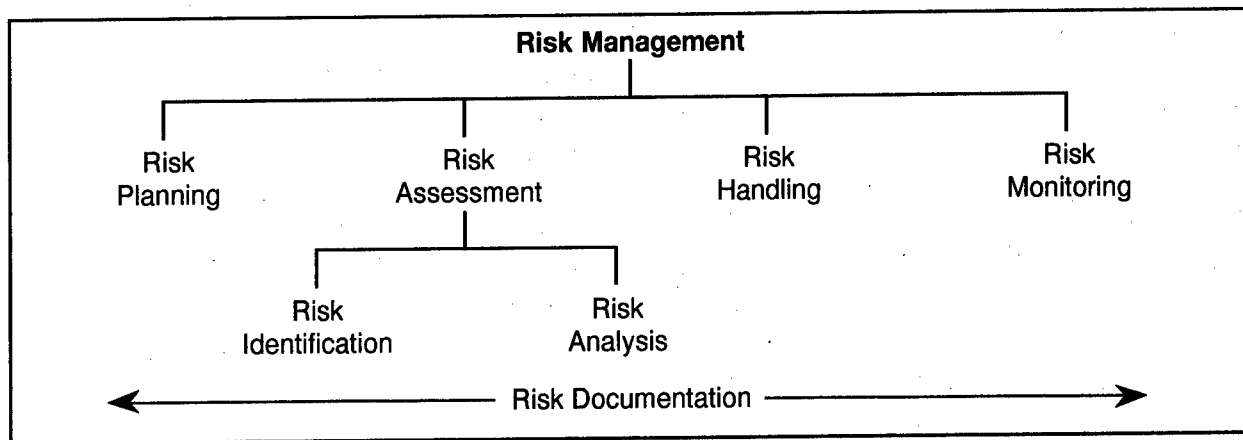 Risk Management
Risk
Planning
Risk
Assessment
Risk
Handling
Risk
Monitoring
Risk
Identification
Risk
Analysis
Risk Documentation